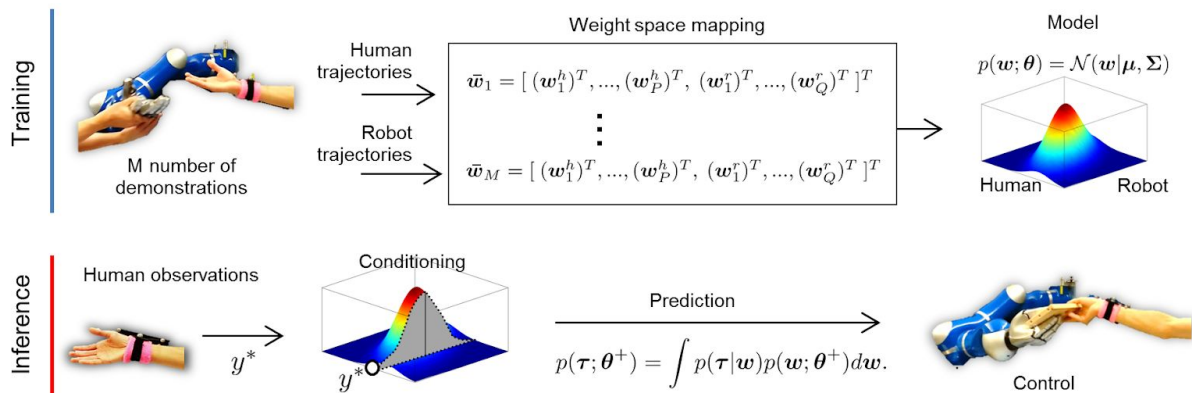 Training
M number of
demonstrations
Human
trajectories
Robot
trajectories
Weight space mapping
w̄₁ = [ (w₁ʰ)ᵀ, ..., (w_Pʰ)ᵀ, (w₁ʳ)ᵀ, ..., (w_Qʳ)ᵀ ]ᵀ
⋮
w̄_M = [ (w₁ʰ)ᵀ, ..., (w_Pʰ)ᵀ, (w₁ʳ)ᵀ, ..., (w_Qʳ)ᵀ ]ᵀ
Model
p(w; θ) = 𝒩(w|μ, Σ)
Human Robot
Inference
Human observations
y*
Conditioning
y*
Prediction
p(τ; θ⁺) = ∫ p(τ|w)p(w; θ⁺)dw.
Control